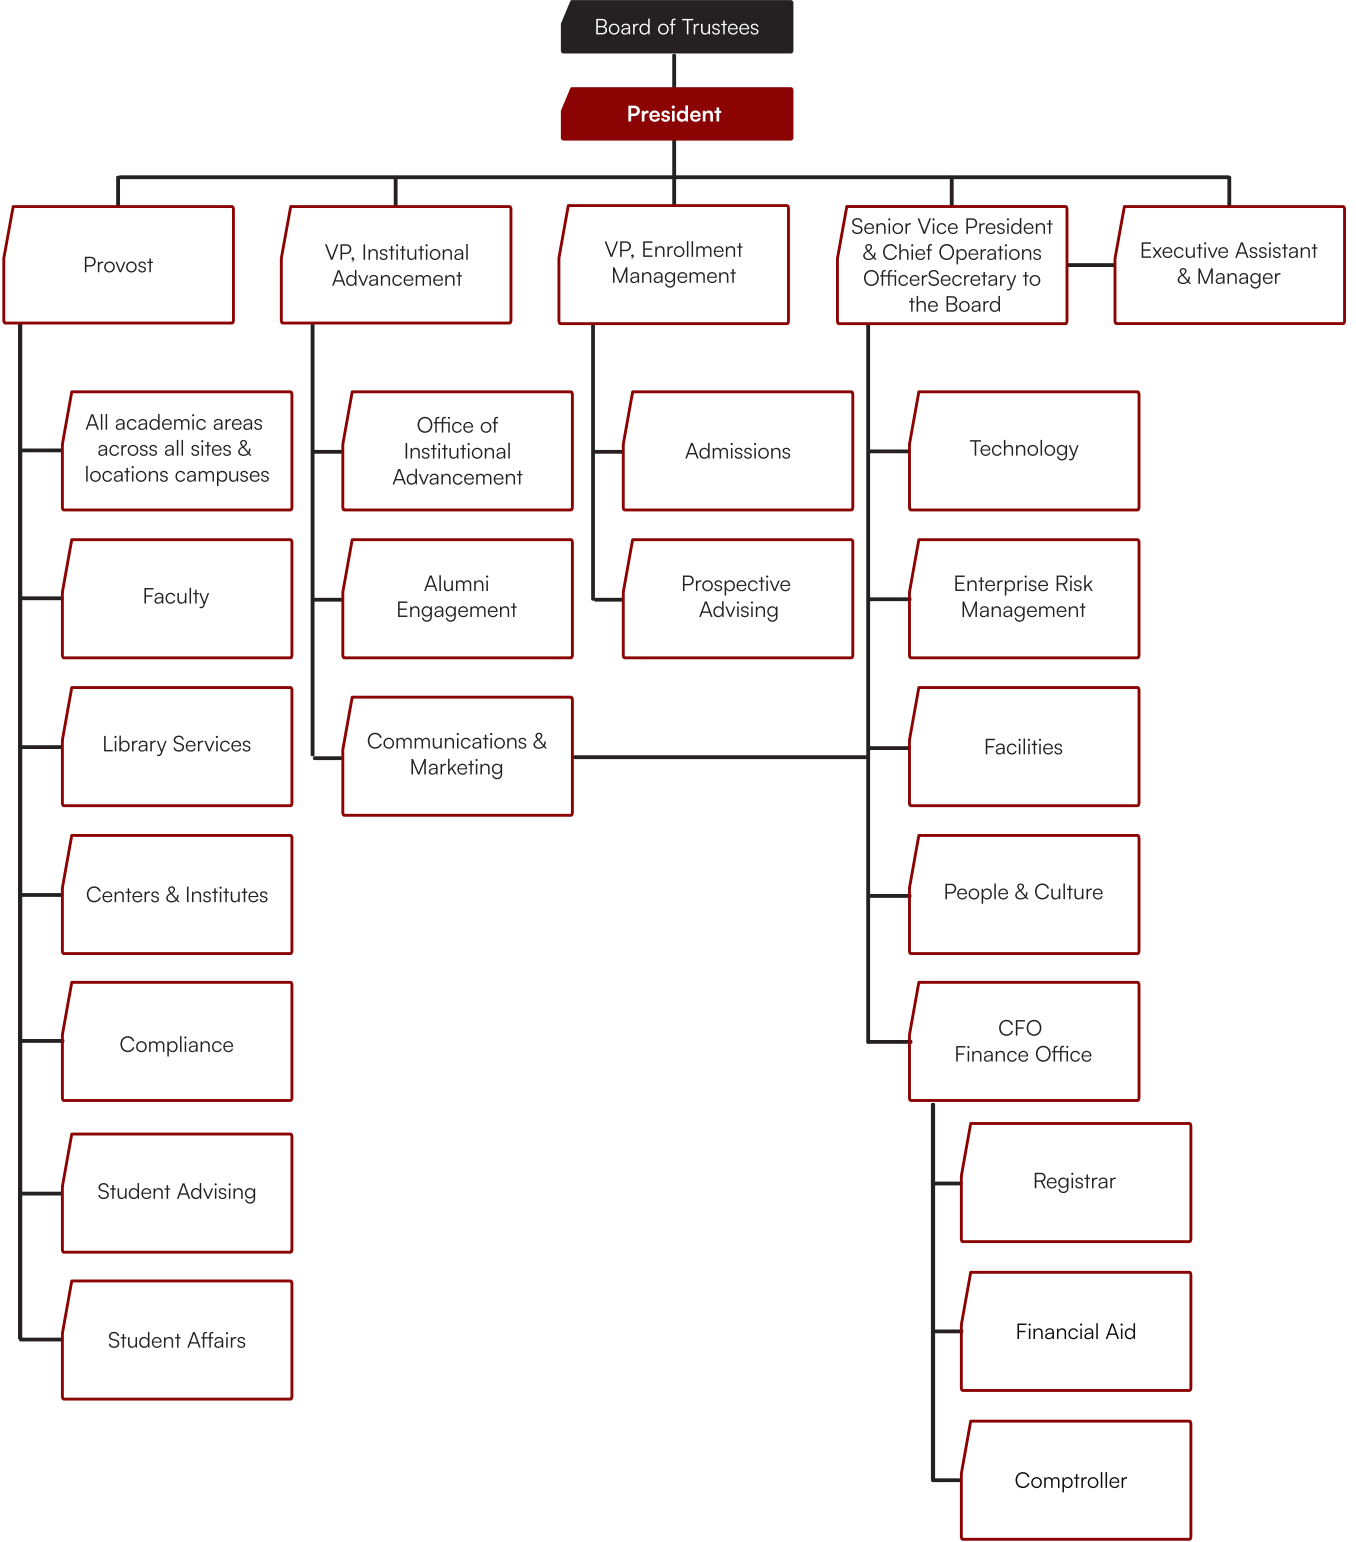 Board of Trustees
President
Provost
VP, Institutional
Advancement
VP, Enrollment
Management
Senior Vice President
& Chief Operations
OfficerSecretary to
the Board
Executive Assistant
& Manager
All academic areas
across all sites &
locations campuses
Faculty
Library Services
Centers & Institutes
Compliance
Student Advising
Student Affairs
Office of
Institutional
Advancement
Alumni
Engagement
Communications &
Marketing
Admissions
Prospective
Advising
Technology
Enterprise Risk
Management
Facilities
People & Culture
CFO
Finance Office
Registrar
Financial Aid
Comptroller